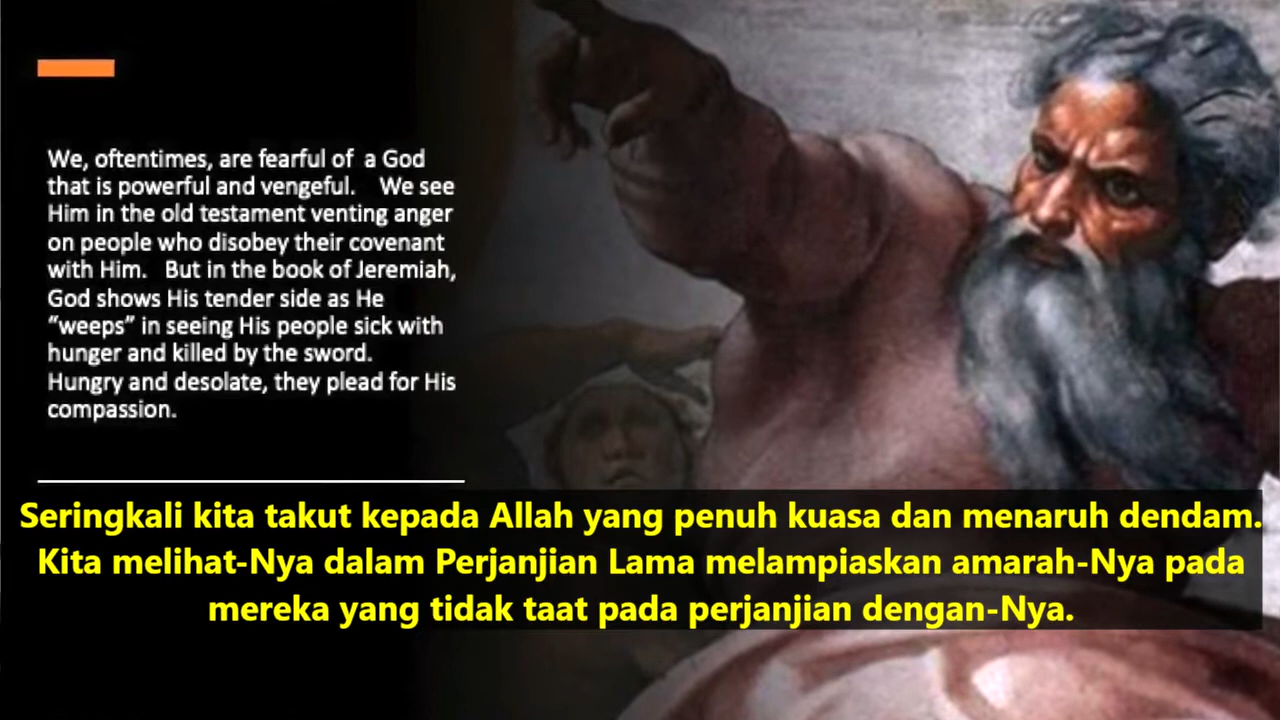 We, oftentimes, are fearful of  a God
that is powerful and vengeful.    We see
Him in the old testament venting anger
on people who disobey their covenant
with Him.   But in the book of Jeremiah,
God shows His tender side as He
“weeps” in seeing His people sick with
hunger and killed by the sword.
Hungry and desolate, they plead for His
compassion.
Seringkali kita takut kepada Allah yang penuh kuasa dan menaruh dendam.
Kita melihat-Nya dalam Perjanjian Lama melampiaskan amarah-Nya pada
mereka yang tidak taat pada perjanjian dengan-Nya.